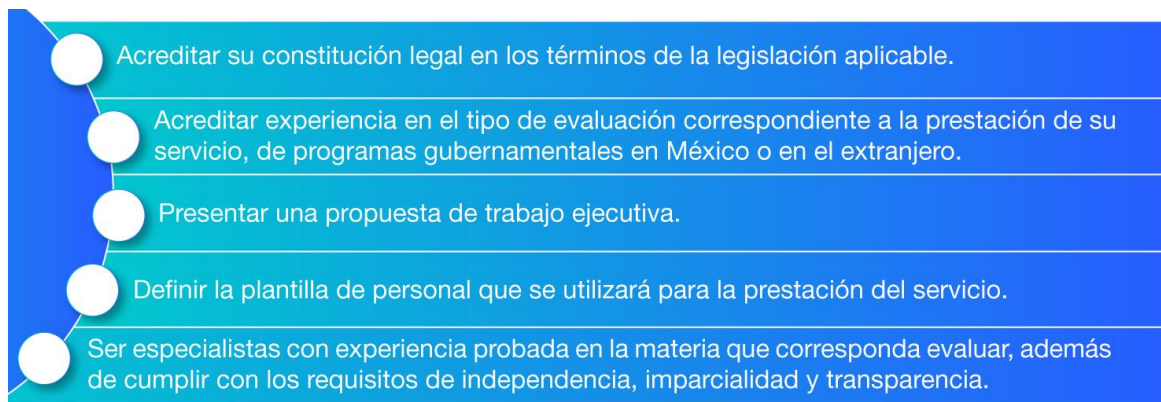 Acreditar su constitución legal en los términos de la legislación aplicable.
Acreditar experiencia en el tipo de evaluación correspondiente a la prestación de su
servicio, de programas gubernamentales en México o en el extranjero.
Presentar una propuesta de trabajo ejecutiva.
Definir la plantilla de personal que se utilizará para la prestación del servicio.
Ser especialistas con experiencia probada en la materia que corresponda evaluar, además
de cumplir con los requisitos de independencia, imparcialidad y transparencia.